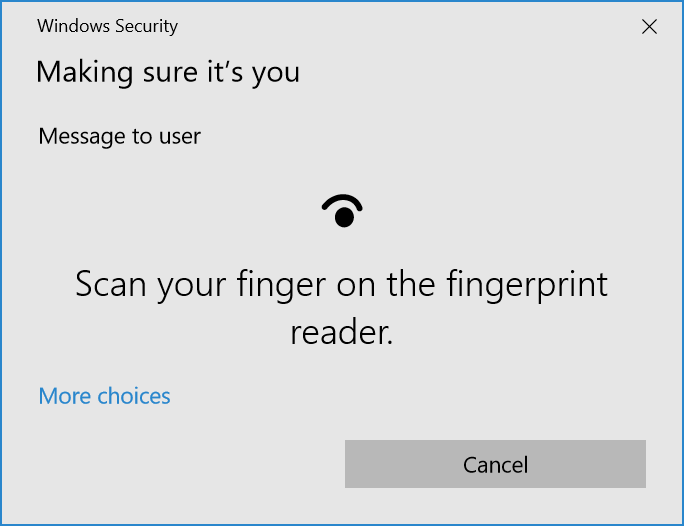 Windows Security
Making sure it’s you
Message to user
Scan your finger on the fingerprint
reader.
More choices
Cancel